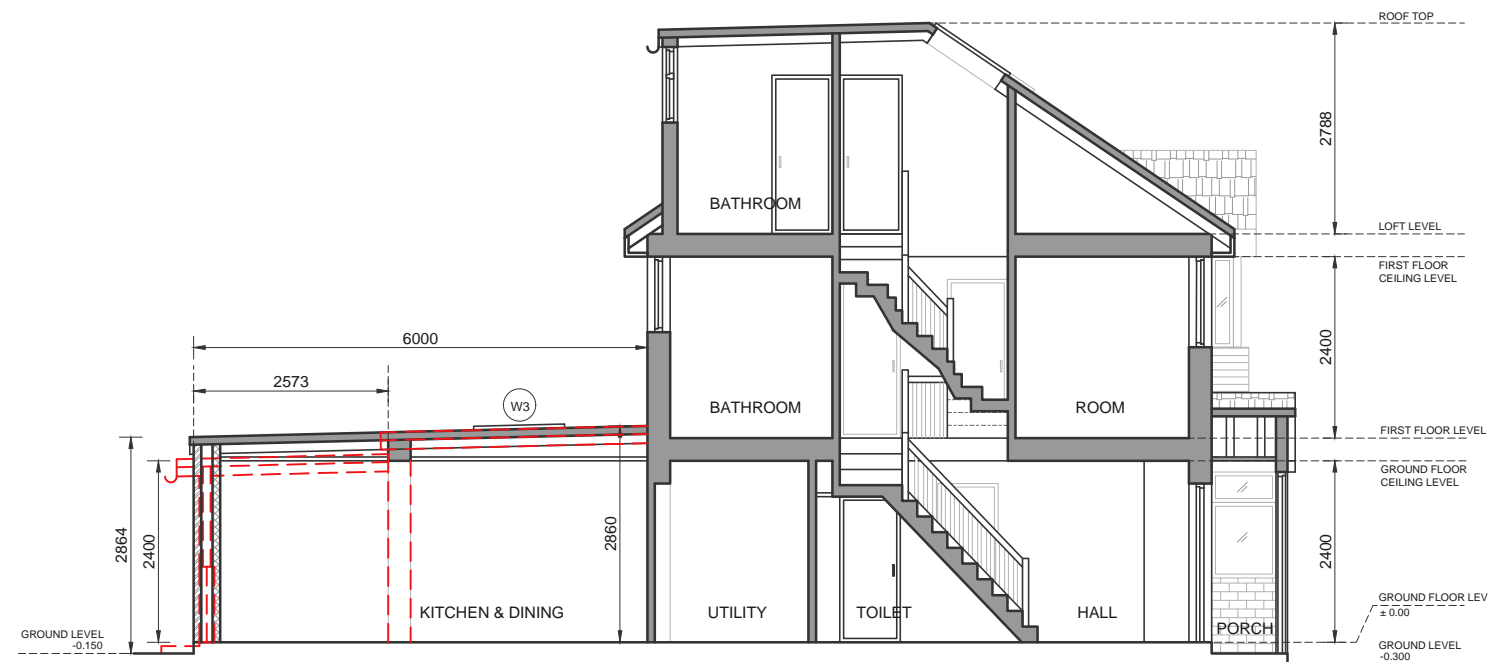 ROOF TOP
2788
BATHROOM
LOFT LEVEL
FIRST FLOOR
CEILING LEVEL
6000
2400
2573
W3
BATHROOM
ROOM
FIRST FLOOR LEVEL
GROUND FLOOR
CEILING LEVEL
2864
2400
2860
2400
KITCHEN & DINING
UTILITY
TOILET
HALL
PORCH
GROUND FLOOR LEV
± 0.00
GROUND LEVEL
-0.150
GROUND LEVEL
-0.300